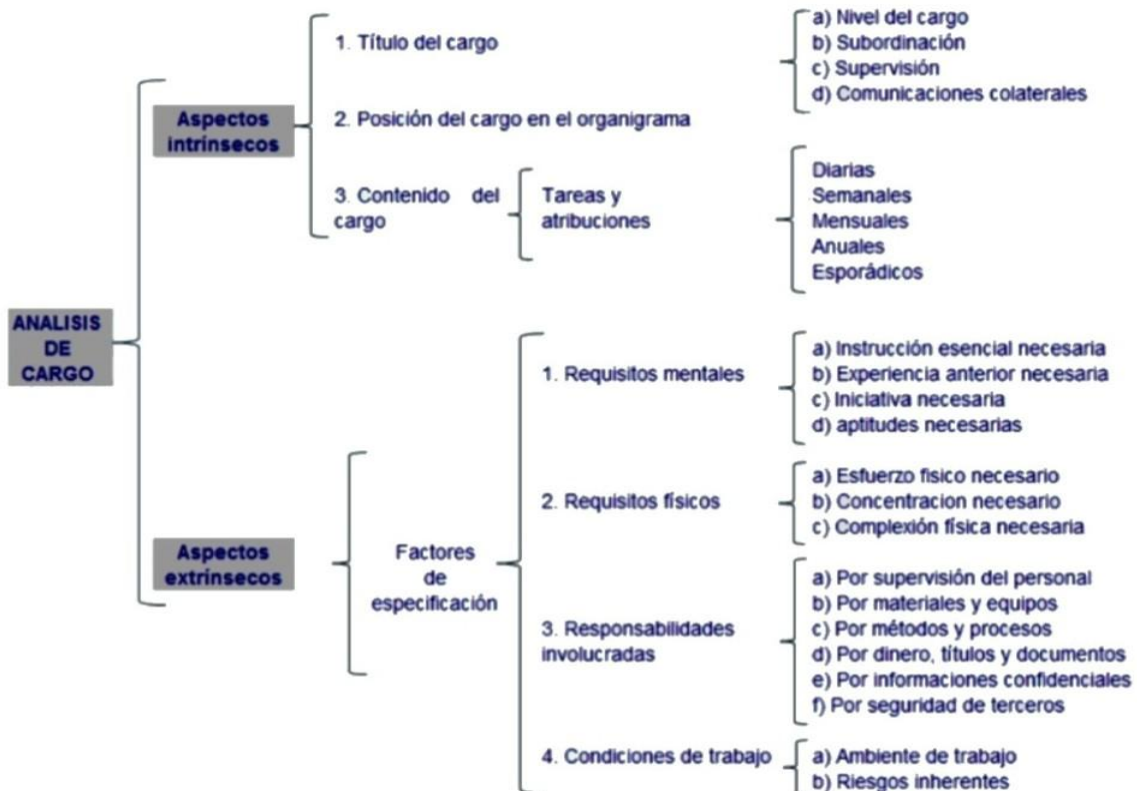 ANALISIS
DE
CARGO
Aspectos
intrínsecos
1. Título del cargo
a) Nivel del cargo
b) Subordinación
c) Supervisión
d) Comunicaciones colaterales
2. Posición del cargo en el organigrama
3. Contenido del
cargo
Tareas y
atribuciones
Diarias
Semanales
Mensuales
Anuales
Esporádicos
Aspectos
extrínsecos
Factores
de
especificación
1. Requisitos mentales
a) Instrucción esencial necesaria
b) Experiencia anterior necesaria
c) Iniciativa necesaria
d) aptitudes necesarias
2. Requisitos físicos
a) Esfuerzo fisico necesario
b) Concentracion necesario
c) Complexión física necesaria
3. Responsabilidades
involucradas
a) Por supervisión del personal
b) Por materiales y equipos
c) Por métodos y procesos
d) Por dinero, títulos y documentos
e) Por informaciones confidenciales
f) Por seguridad de terceros
4. Condiciones de trabajo
a) Ambiente de trabajo
b) Riesgos inherentes